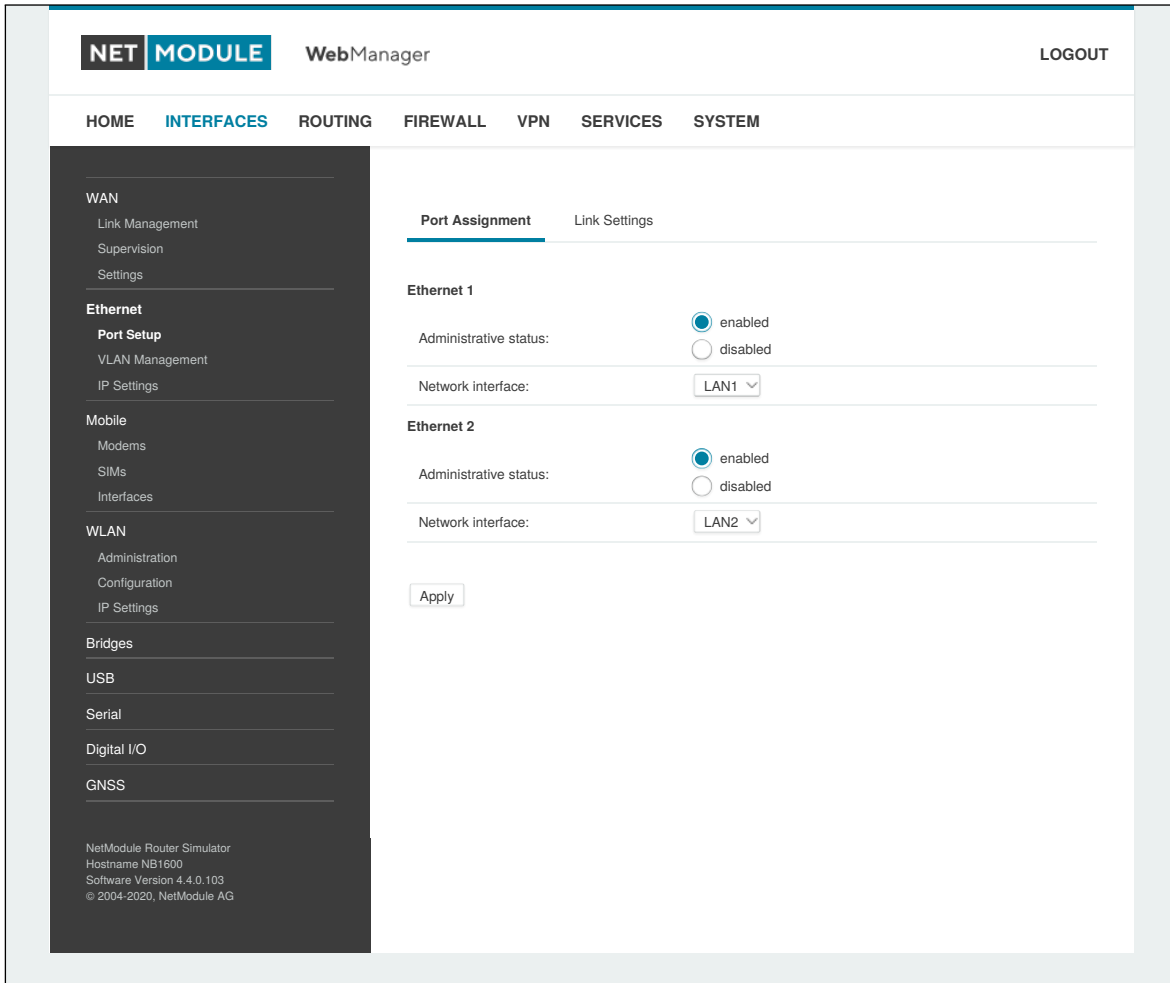 NET MODULE WebManager LOGOUT
HOME INTERFACES ROUTING FIREWALL VPN SERVICES SYSTEM
WAN
Link Management
Supervision
Settings
Ethernet
Port Setup
VLAN Management
IP Settings
Mobile
Modems
SIMs
Interfaces
WLAN
Administration
Configuration
IP Settings
Bridges
USB
Serial
Digital I/O
GNSS
NetModule Router Simulator
Hostname NB1600
Software Version 4.4.0.103
© 2004-2020, NetModule AG
Port Assignment Link Settings
Ethernet 1
Administrative status:
enabled
disabled
Network interface: LAN1
Ethernet 2
Administrative status:
enabled
disabled
Network interface: LAN2
Apply